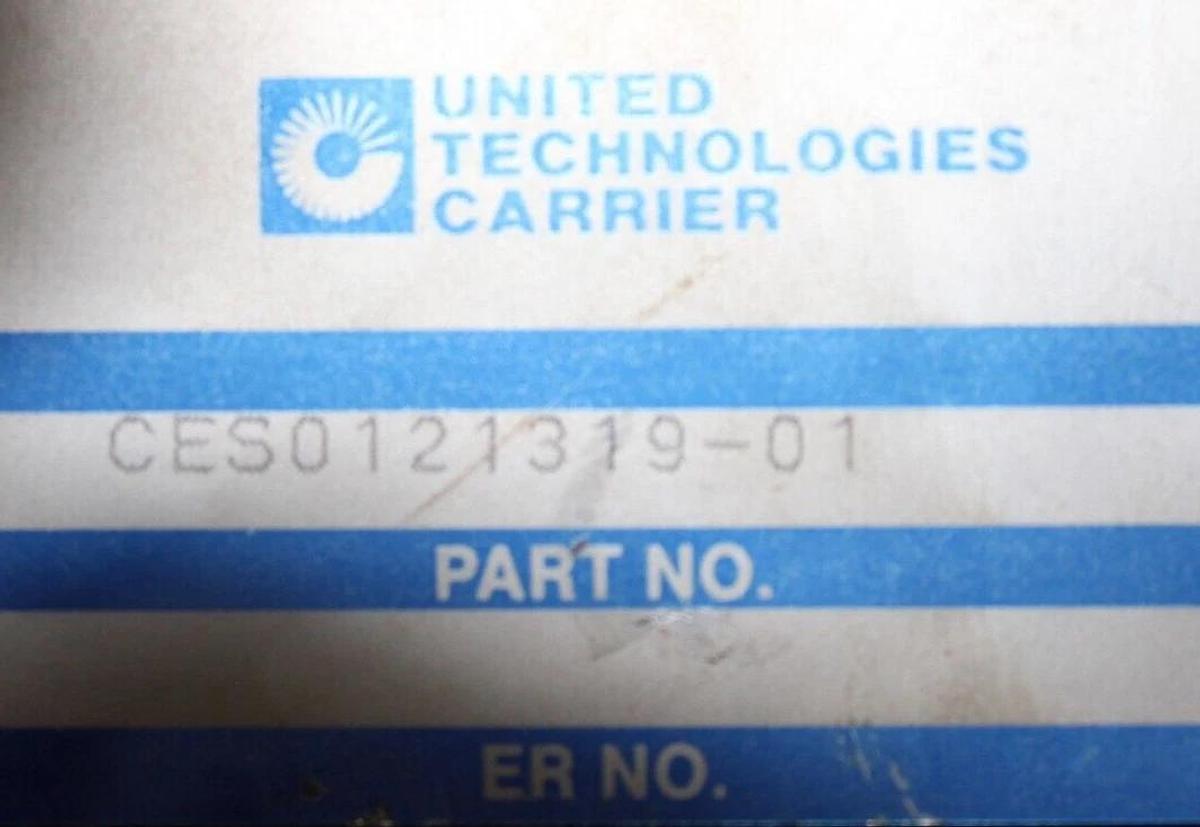 UNITED
TECHNOLOGIES
CARRIER
CES0121319-01
PART NO.
ER NO.